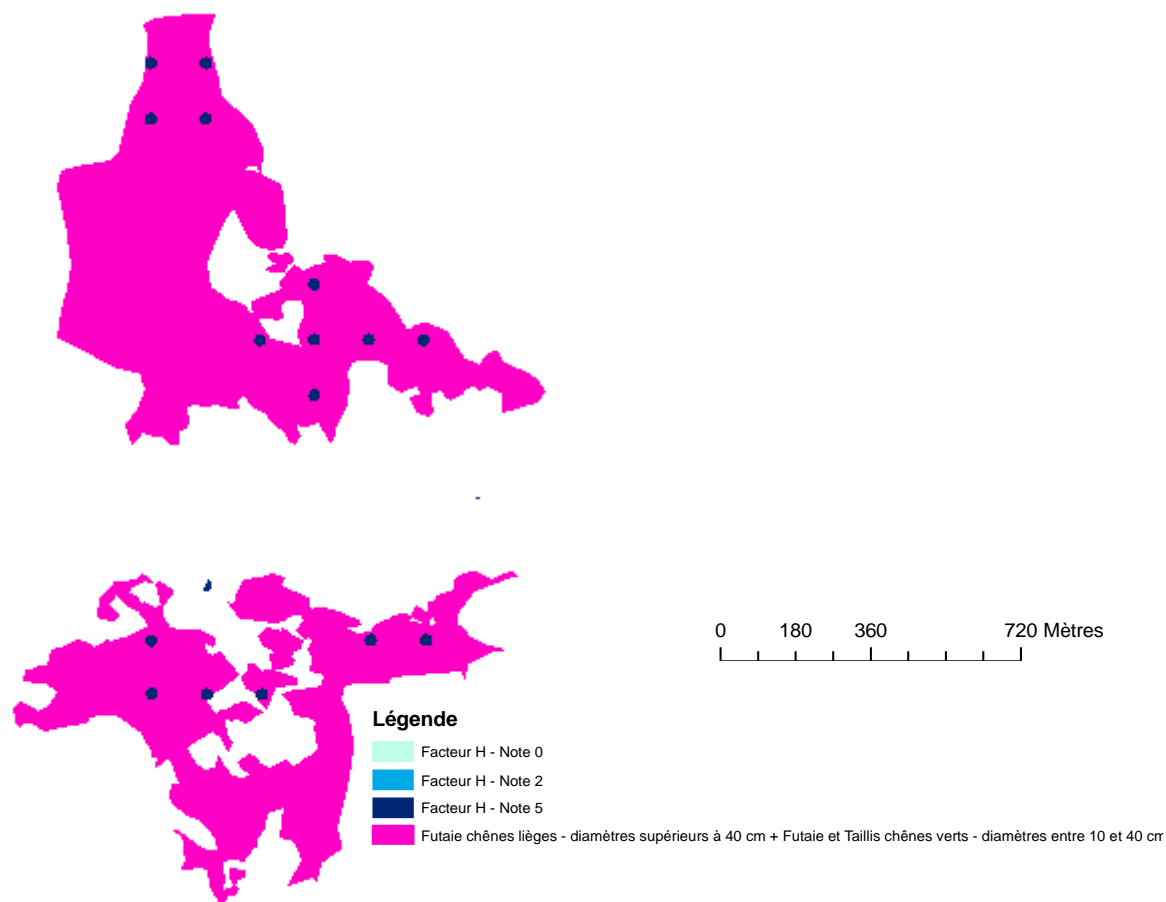 0 180 360 720 Mètres
Légende
Facteur H - Note 0
Facteur H - Note 2
Facteur H - Note 5
Futaie chênes lièges - diamètres supérieurs à 40 cm + Futaie et Taillis chênes verts - diamètres entre 10 et 40 cm